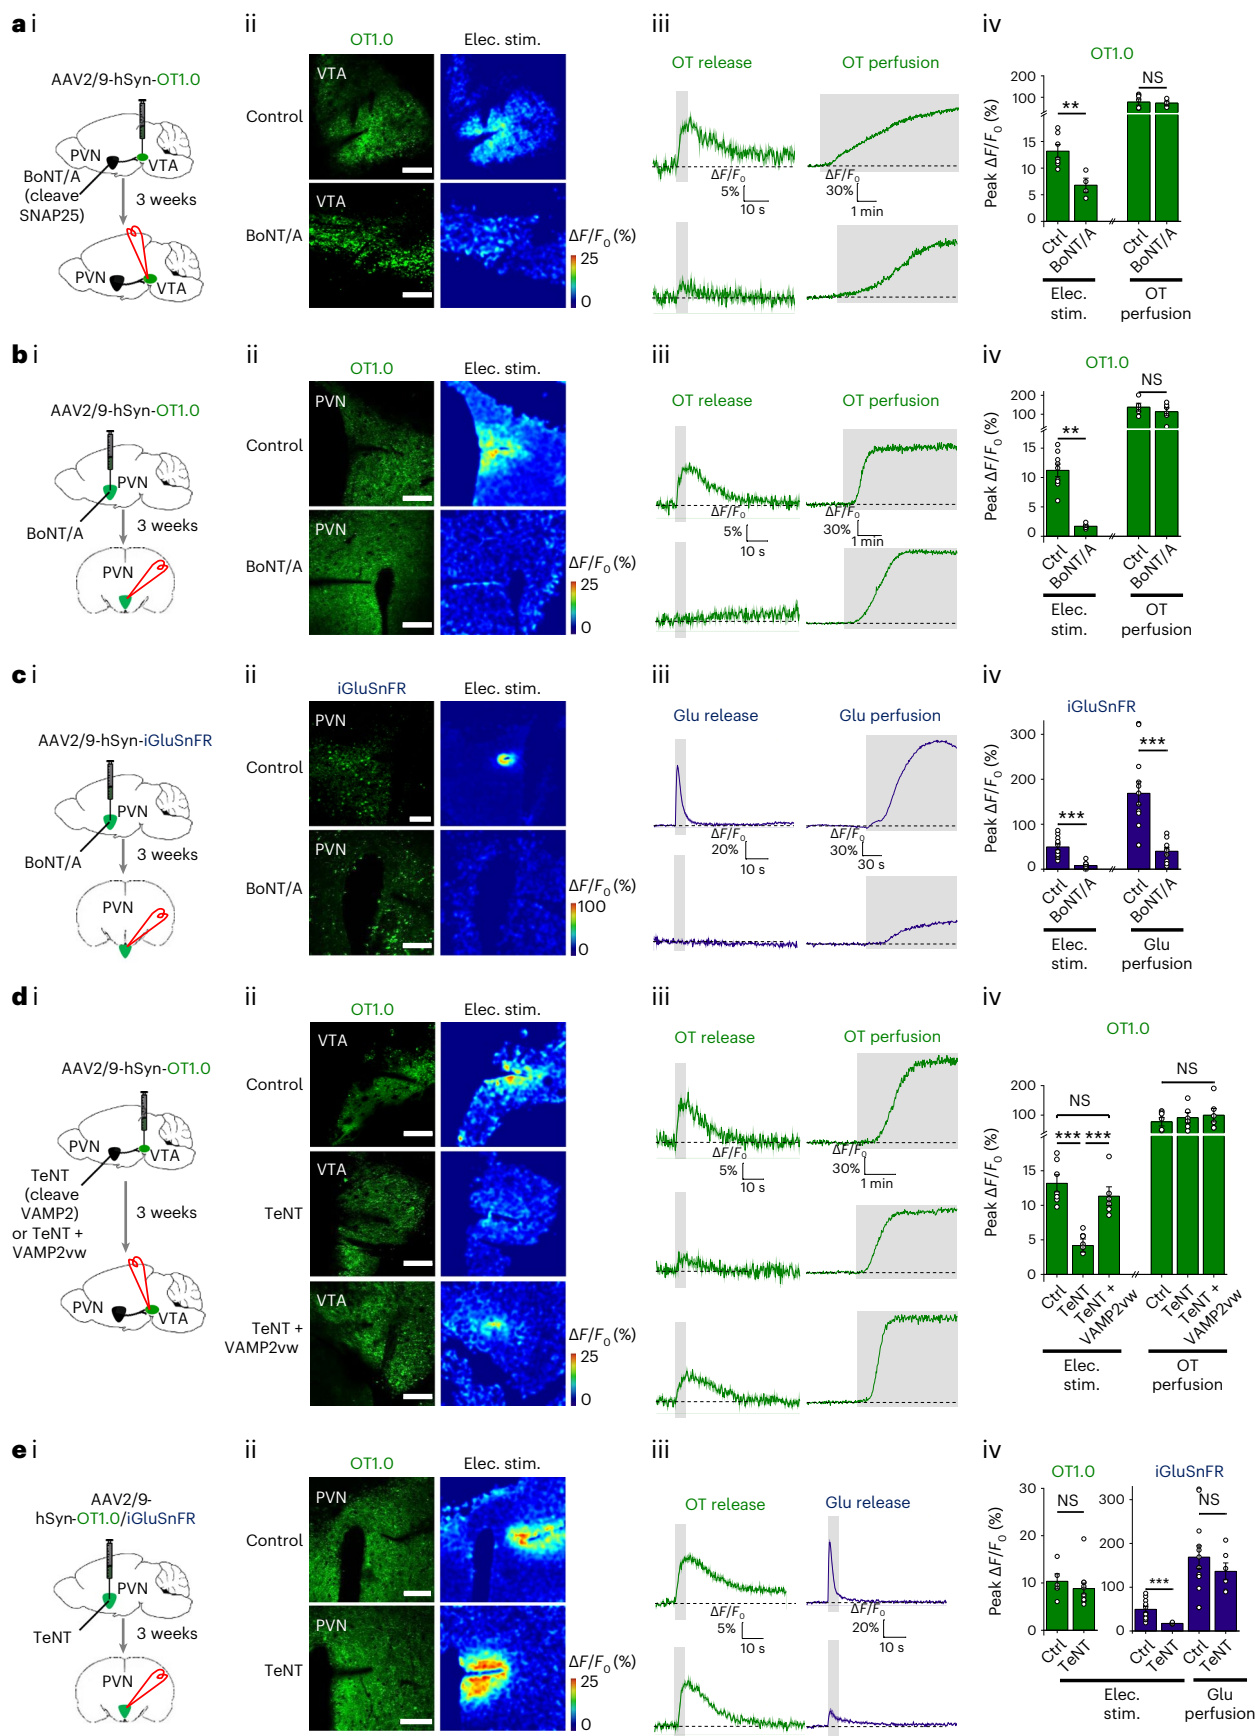 a i
ii
iii
iv
AAV2/9-hSyn-OT1.0
PVN
VTA
BoNT/A
(cleave
SNAP25)
3 weeks
PVN
VTA
OT1.0
Elec. stim.
Control
VTA
BoNT/A
VTA
ΔF/F0 (%)
25
0
OT release
OT perfusion
ΔF/F0
5%
10 s
ΔF/F0
30%
1 min
OT1.0
Peak ΔF/F0 (%)
200
100
15
10
5
0
**
NS
Ctrl
BoNT/A
Ctrl
BoNT/A
Elec.
stim.
OT
perfusion
b i
ii
iii
iv
AAV2/9-hSyn-OT1.0
PVN
BoNT/A
3 weeks
PVN
OT1.0
Elec. stim.
Control
PVN
BoNT/A
PVN
ΔF/F0 (%)
25
0
OT release
OT perfusion
ΔF/F0
5%
10 s
ΔF/F0
30%
1 min
OT1.0
Peak ΔF/F0 (%)
200
100
15
10
5
0
**
NS
Ctrl
BoNT/A
Ctrl
BoNT/A
Elec.
stim.
OT
perfusion
c i
ii
iii
iv
AAV2/9-hSyn-iGluSnFR
PVN
BoNT/A
3 weeks
PVN
iGluSnFR
Elec. stim.
Control
PVN
BoNT/A
PVN
ΔF/F0 (%)
100
0
Glu release
Glu perfusion
ΔF/F0
20%
10 s
ΔF/F0
30%
30 s
iGluSnFR
Peak ΔF/F0 (%)
300
200
100
0
***
***
Ctrl
BoNT/A
Ctrl
BoNT/A
Elec.
stim.
Glu
perfusion
d i
ii
iii
iv
AAV2/9-hSyn-OT1.0
PVN
VTA
TeNT
(cleave
VAMP2)
or TeNT +
VAMP2vw
3 weeks
PVN
VTA
OT1.0
Elec. stim.
Control
VTA
TeNT
VTA
TeNT +
VAMP2vw
VTA
ΔF/F0 (%)
25
0
OT release
OT perfusion
ΔF/F0
5%
10 s
ΔF/F0
30%
1 min
OT1.0
Peak ΔF/F0 (%)
200
100
15
10
5
0
NS
*** ***
NS
Ctrl
TeNT
TeNT +
VAMP2vw
Ctrl
TeNT
TeNT +
VAMP2vw
Elec.
stim.
OT
perfusion
e i
ii
iii
iv
AAV2/9-
hSyn-OT1.0/iGluSnFR
PVN
TeNT
3 weeks
PVN
OT1.0
Elec. stim.
Control
PVN
TeNT
PVN
ΔF/F0 (%)
25
0
OT release
Glu release
ΔF/F0
5%
10 s
ΔF/F0
20%
10 s
OT1.0
iGluSnFR
Peak ΔF/F0 (%)
30
20
10
0
NS
300
200
100
0
***
NS
Ctrl
TeNT
Ctrl
TeNT
Ctrl
TeNT
Elec.
stim.
Glu
perfusion